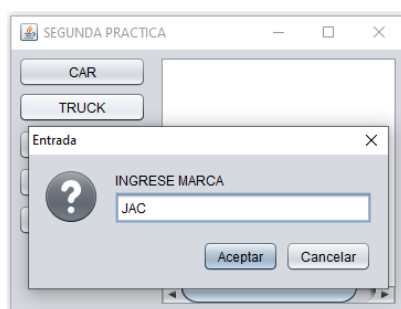 SEGUNDA PRACTICA
CAR
TRUCK
Entrada
INGRESE MARCA
JAC
Aceptar Cancelar